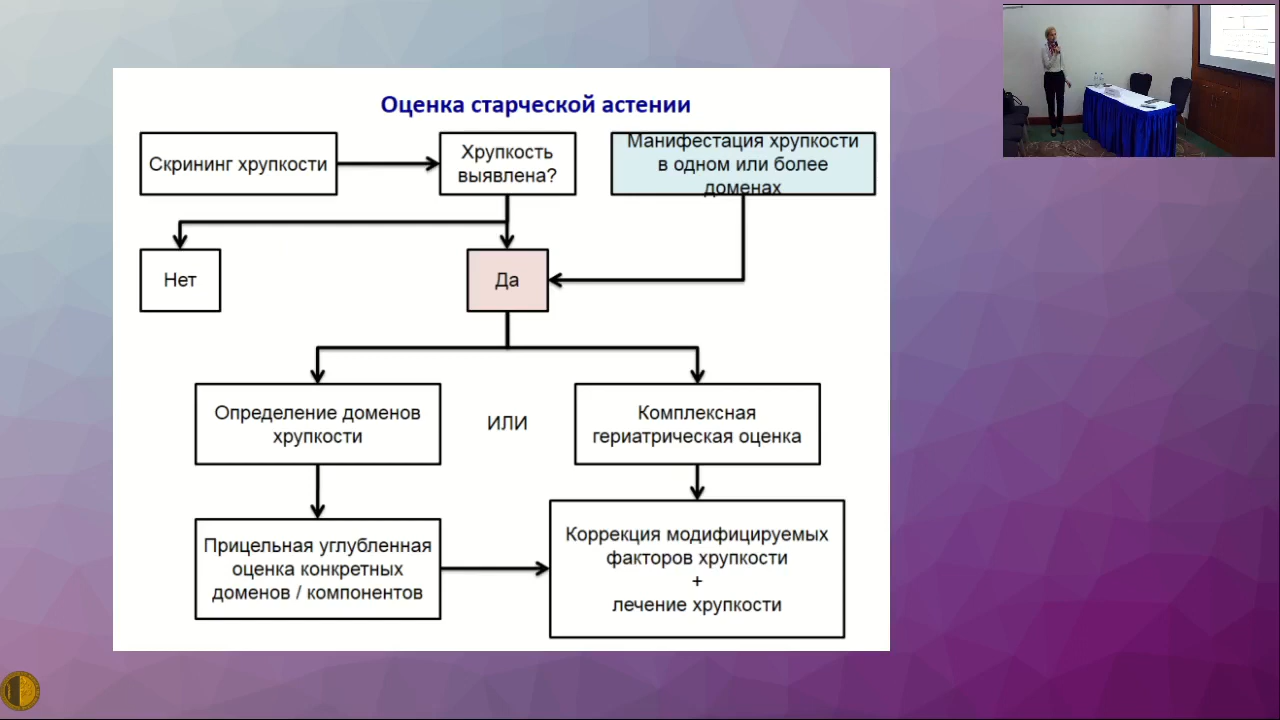 Оценка старческой астении
Скрининг хрупкости
Хрупкость
выявлена?
Манифестация хрупкости
в одном или более
доменах
Нет
Да
Определение доменов
хрупкости
ИЛИ
Комплексная
гериатрическая оценка
Прицельная углубленная
оценка конкретных
доменов / компонентов
Коррекция модифицируемых
факторов хрупкости
+
лечение хрупкости